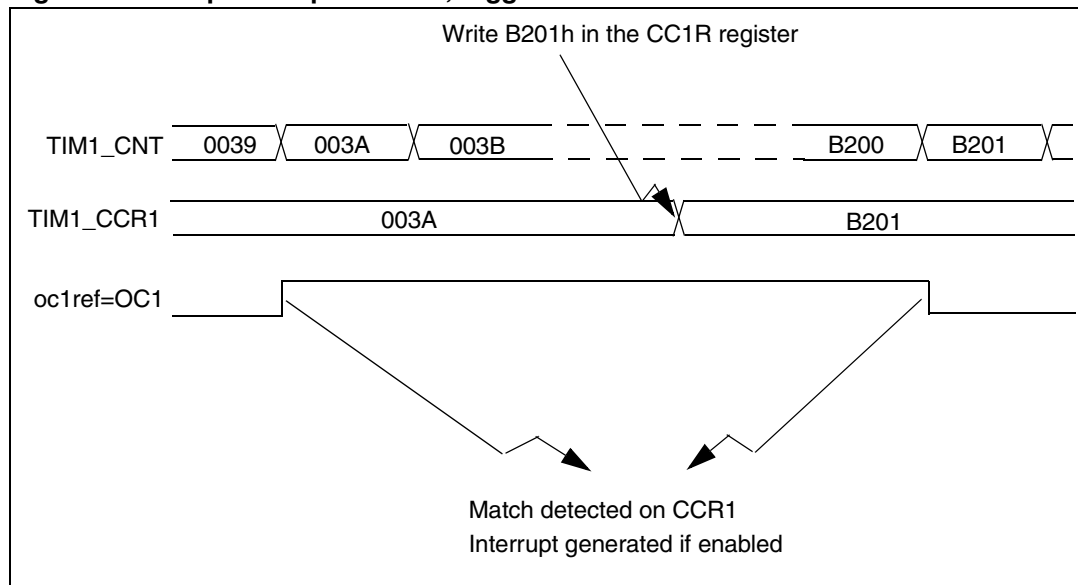 Write B201h in the CC1R register
TIM1_CNT 0039 003A 003B B200 B201
TIM1_CCR1 003A B201
oc1ref=OC1
Match detected on CCR1
Interrupt generated if enabled